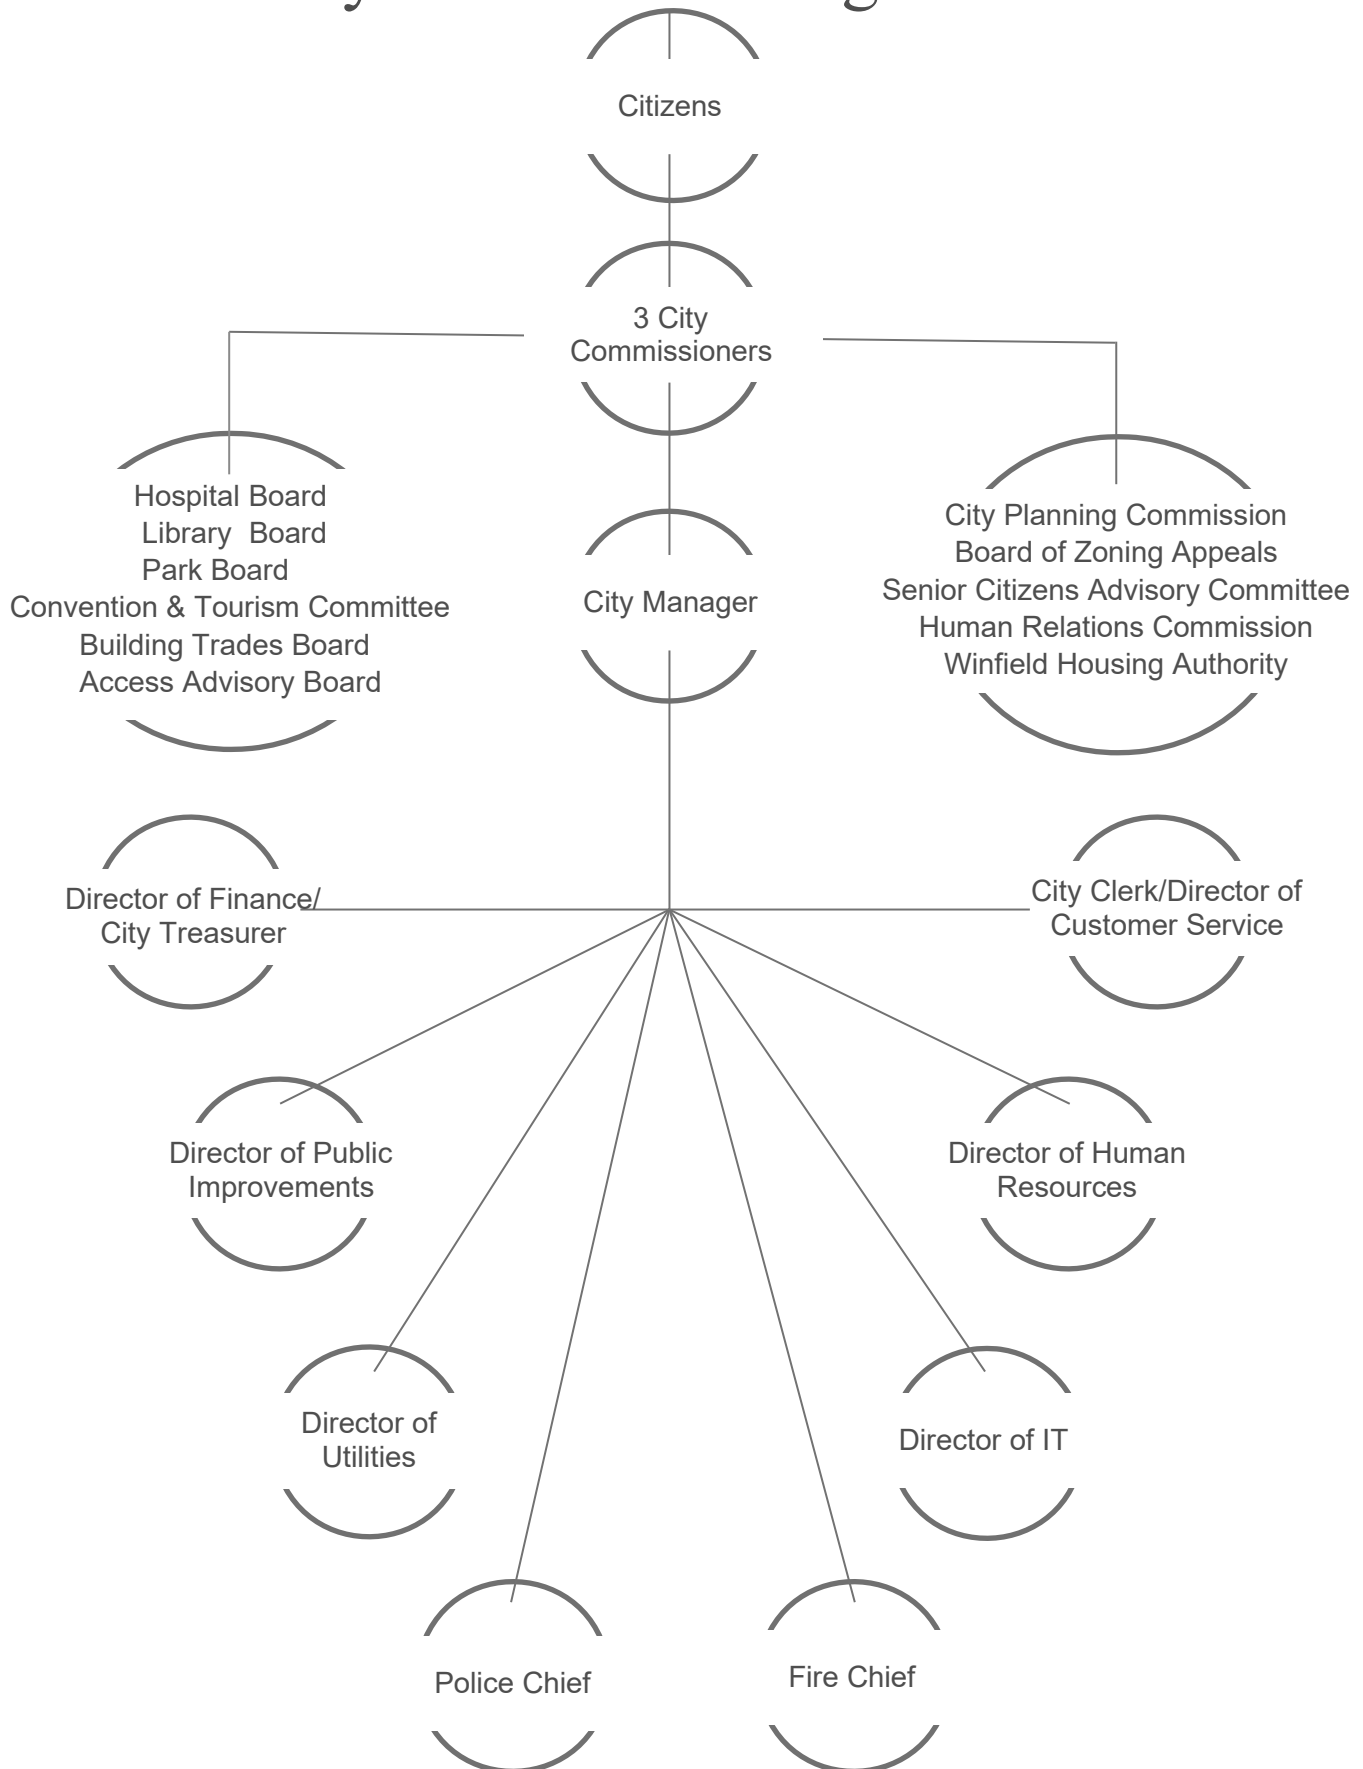 Citizens
3 City
Commissioners
Hospital Board
Library Board
Park Board
Convention & Tourism Committee
Building Trades Board
Access Advisory Board
City Manager
City Planning Commission
Board of Zoning Appeals
Senior Citizens Advisory Committee
Human Relations Commission
Winfield Housing Authority
Director of Finance/
City Treasurer
City Clerk/Director of
Customer Service
Director of Public
Improvements
Director of Human
Resources
Director of
Utilities
Director of IT
Police Chief
Fire Chief